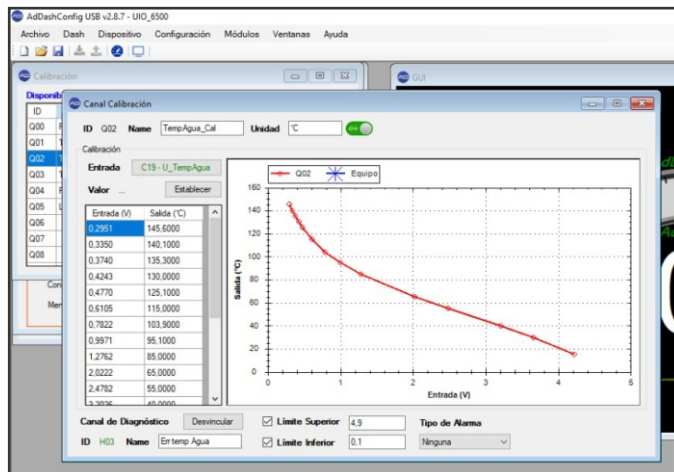 AdDashConfig USB v2.8.7 - UIO_6500
Archivo Dash Dispositivo Configuración Módulos Ventanas Ayuda
Calibración
GUI
ID
Q00
Q01
Q02
Q03
Q04
Q05
Q06
Q07
Q08
Canal Calibración
ID Q02 Name TempAgua_Cal Unidad °C
Calibración
Entrada C19 - U_TempAgua
Valor ... Establecer
Entrada (V) Salida (°C)
0,2951 145,6000
0,3350 140,1000
0,3740 135,3000
0,4243 130,0000
0,4770 125,1000
0,6105 115,0000
0,7822 103,9000
0,9971 95,1000
1,2762 85,0000
2,0222 65,0000
2,4782 55,0000
Q02 Equipo
Salida (°C)
160
140
120
100
80
60
40
20
0
0 1 2 3 4 5
Entrada (V)
Canal de Diagnóstico Desvincular Límite Superior 4,9 Tipo de Alarma
ID H03 Name Err temp Agua Límite Inferior 0,1 Ninguna